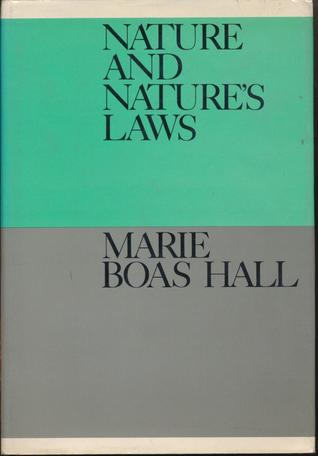 NATURE
AND
NATURE'S
LAWS
MARIE
BOAS HALL